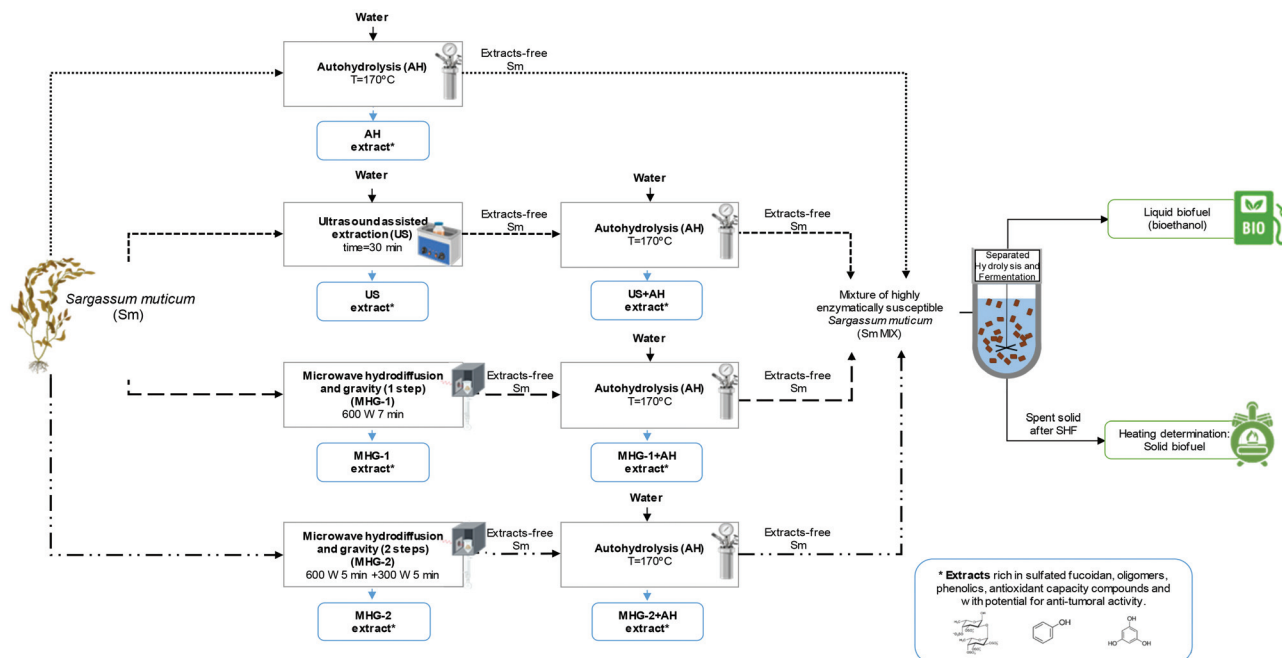 Water
Autohydrolysis (AH)
T=170ºC
Extracts-free
Sm
AH
extract*
Water
Ultrasound assisted
extraction (US)
time=30 min
Extracts-free
Sm
Water
Autohydrolysis (AH)
T=170ºC
Extracts-free
Sm
US
extract*
US+AH
extract*
Sargassum muticum
(Sm)
Water
Microwave hydrodiffusion
and gravity (1 step)
(MHG-1)
600 W 7 min
Extracts-free
Sm
Autohydrolysis (AH)
T=170ºC
Extracts-free
Sm
MHG-1
extract*
MHG-1+AH
extract*
Water
Microwave hydrodiffusion
and gravity (2 steps)
(MHG-2)
600 W 5 min +300 W 5 min
Extracts-free
Sm
Autohydrolysis (AH)
T=170ºC
Extracts-free
Sm
MHG-2
extract*
MHG-2+AH
extract*
Mixture of highly
enzymatically susceptible
Sargassum muticum
(Sm MIX)
Separated
Hydrolysis and
Fermentation
Liquid biofuel
(bioethanol)
BIO
Spent solid
after SHF
Heating determination:
Solid biofuel
* Extracts rich in sulfated fucoidan, oligomers,
phenolics, antioxidant capacity compounds and
with potential for anti-tumoral activity.
OH
OH
HO
OH